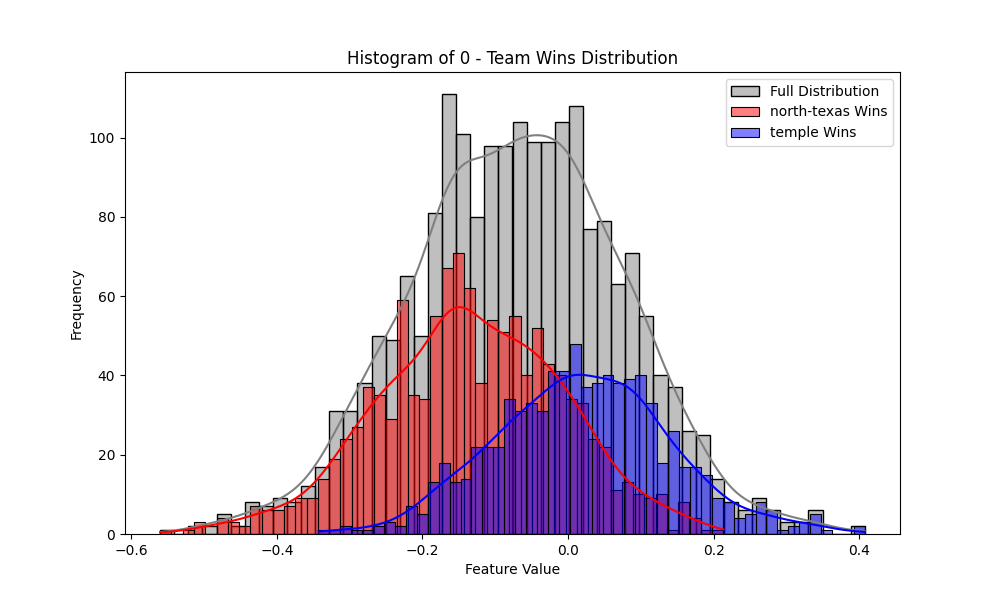 Histogram of 0 - Team Wins Distribution
Full Distribution
north-texas Wins
temple Wins
Frequency
100
80
60
40
20
0
−0.6 −0.4 −0.2 0.0 0.2 0.4
Feature Value